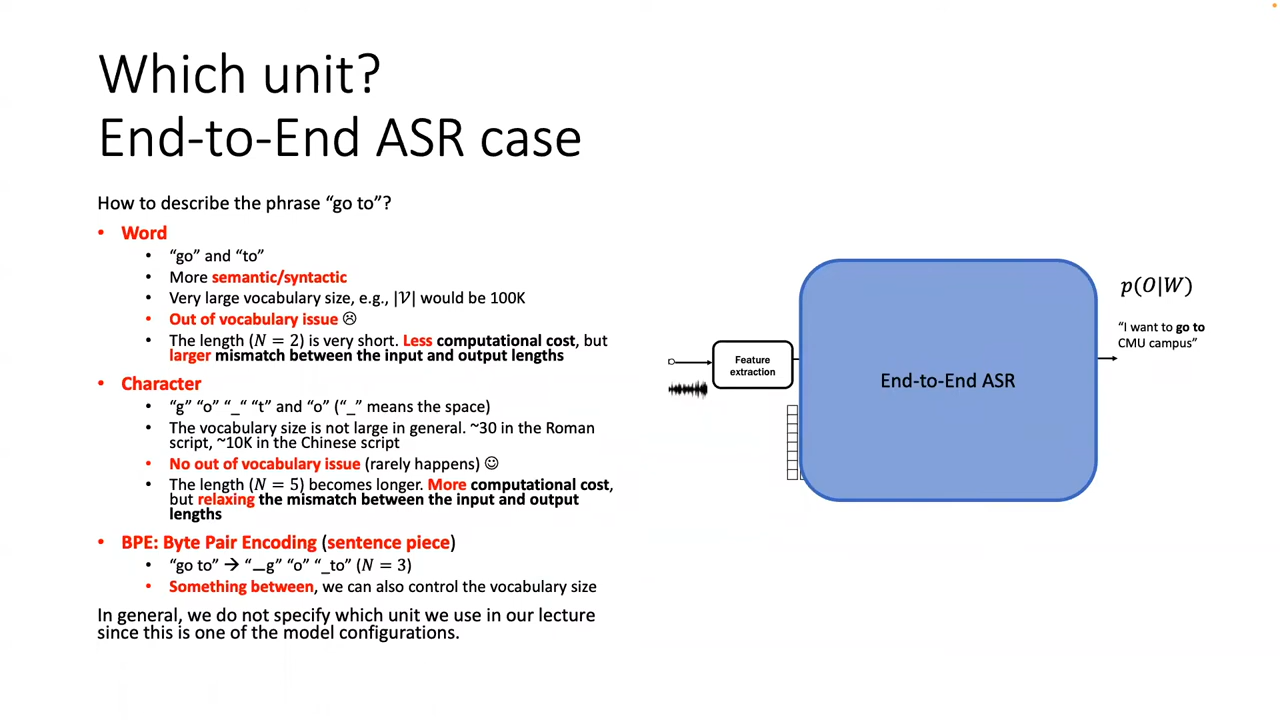 Which unit?
End-to-End ASR case
How to describe the phrase “go to”?
• Word
• “go” and “to”
• More semantic/syntactic
• Very large vocabulary size, e.g., |𝒱| would be 100K
• Out of vocabulary issue ☹
• The length (𝑁 = 2) is very short. Less computational cost, but
larger mismatch between the input and output lengths
• Character
• “g” “o” “_“ “t” and “o” (“_” means the space)
• The vocabulary size is not large in general. ~30 in the Roman
script, ~10K in the Chinese script
• No out of vocabulary issue (rarely happens) ☺
• The length (𝑁 = 5) becomes longer. More computational cost,
but relaxing the mismatch between the input and output
lengths
• BPE: Byte Pair Encoding (sentence piece)
• “go to” → “_g” “o” “_to” (𝑁 = 3)
• Something between, we can also control the vocabulary size
In general, we do not specify which unit we use in our lecture
since this is one of the model configurations.
Feature
extraction
End-to-End ASR
𝑝(𝑂|𝑊)
“I want to go to
CMU campus”